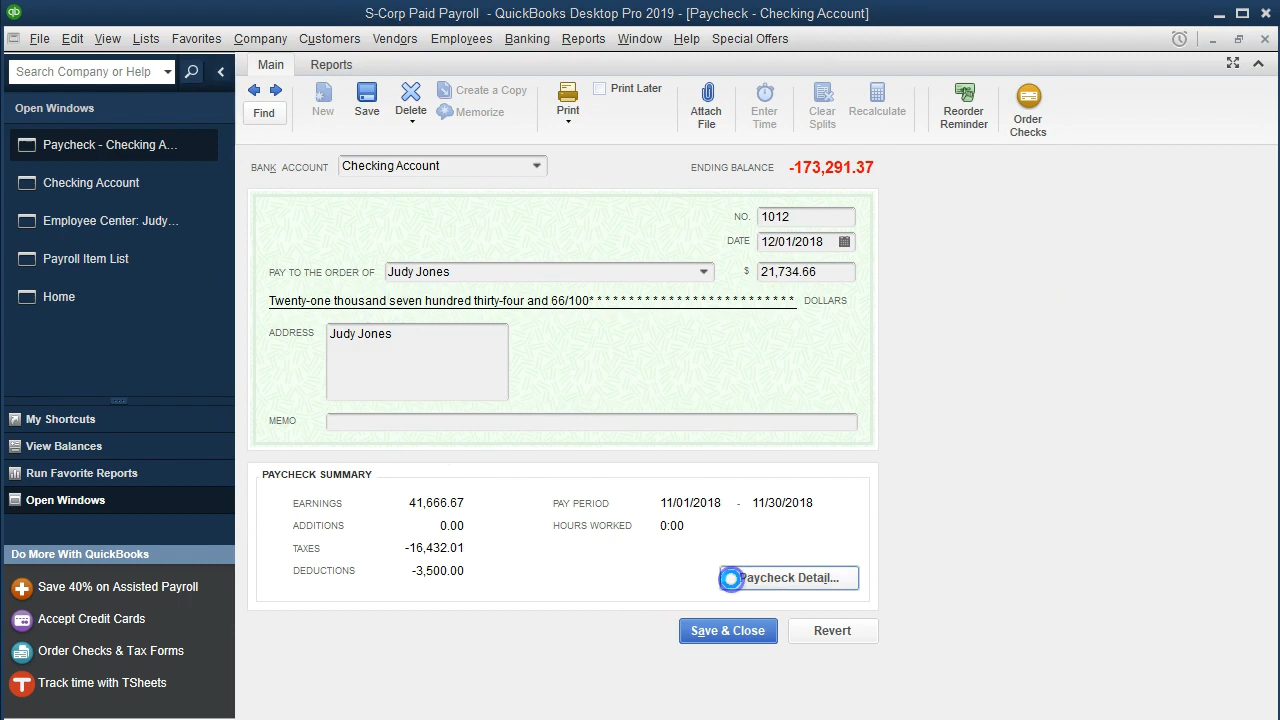 S-Corp Paid Payroll - QuickBooks Desktop Pro 2019 - [Paycheck - Checking Account]
File Edit View Lists Favorites Company Customers Vendors Employees Banking Reports Window Help Special Offers
Search Company or Help
Open Windows
Paycheck - Checking A...
Checking Account
Employee Center: Judy...
Payroll Item List
Home
My Shortcuts
View Balances
Run Favorite Reports
Open Windows
Do More With QuickBooks
Save 40% on Assisted Payroll
Accept Credit Cards
Order Checks & Tax Forms
Track time with TSheets
Main Reports
Find
New
Save
Delete
Create a Copy
Memorize
Print
Print Later
Attach File
Enter Time
Clear Splits
Recalculate
Reorder Reminder
Order Checks
BANK ACCOUNT Checking Account ENDING BALANCE -173,291.37
NO. 1012
DATE 12/01/2018
PAY TO THE ORDER OF Judy Jones $ 21,734.66
Twenty-one thousand seven hundred thirty-four and 66/100* * * * * * * * * * * * * * * * * * * * * * * * * DOLLARS
ADDRESS Judy Jones
MEMO
PAYCHECK SUMMARY
EARNINGS 41,666.67 PAY PERIOD 11/01/2018 - 11/30/2018
ADDITIONS 0.00 HOURS WORKED 0:00
TAXES -16,432.01
DEDUCTIONS -3,500.00
Paycheck Detail...
Save & Close Revert